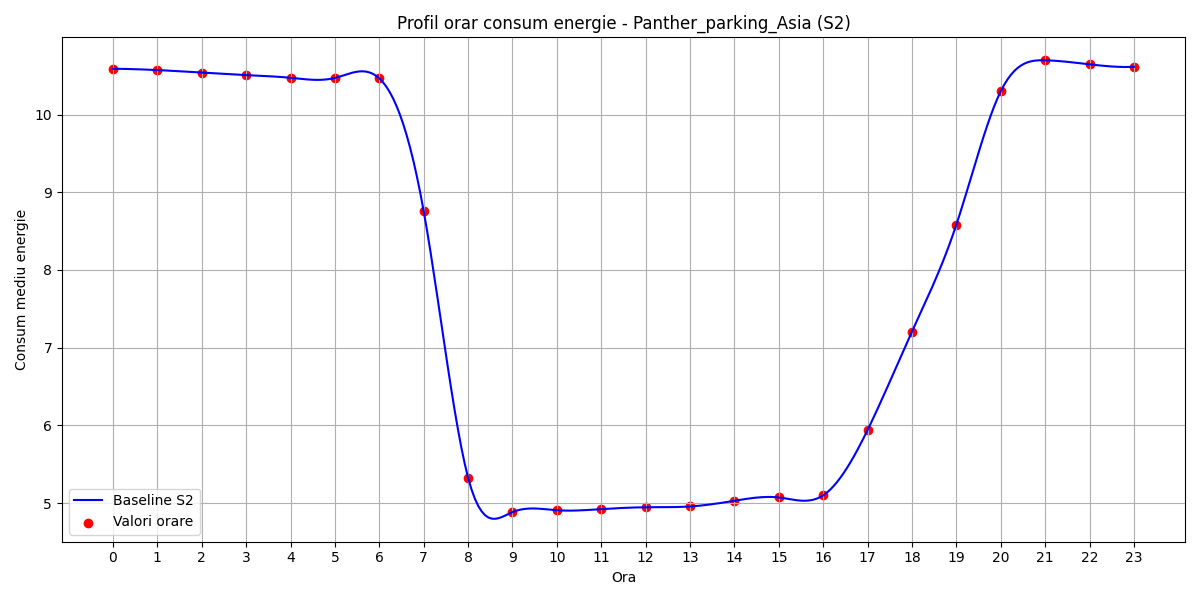 Profil orar consum energie - Panther_parking_Asia (S2)
Consum mediu energie
10
9
8
7
6
5
Baseline S2
Valori orare
0 1 2 3 4 5 6 7 8 9 10 11 12 13 14 15 16 17 18 19 20 21 22 23
Ora